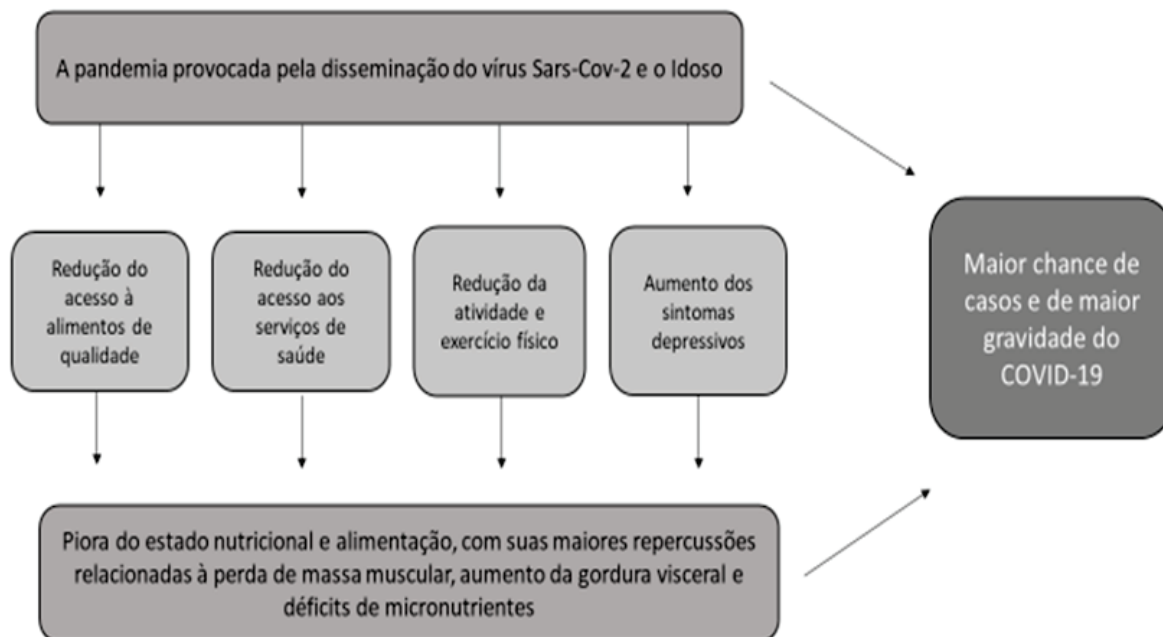 A pandemia provocada pela disseminação do vírus Sars-Cov-2 e o Idoso
Redução do
acesso à
alimentos de
qualidade
Redução do
acesso aos
serviços de
saúde
Redução da
atividade e
exercício físico
Aumento dos
sintomas
depressivos
Maior chance de
casos e de maior
gravidade do
COVID-19
Piora do estado nutricional e alimentação, com suas maiores repercussões
relacionadas à perda de massa muscular, aumento da gordura visceral e
déficits de micronutrientes